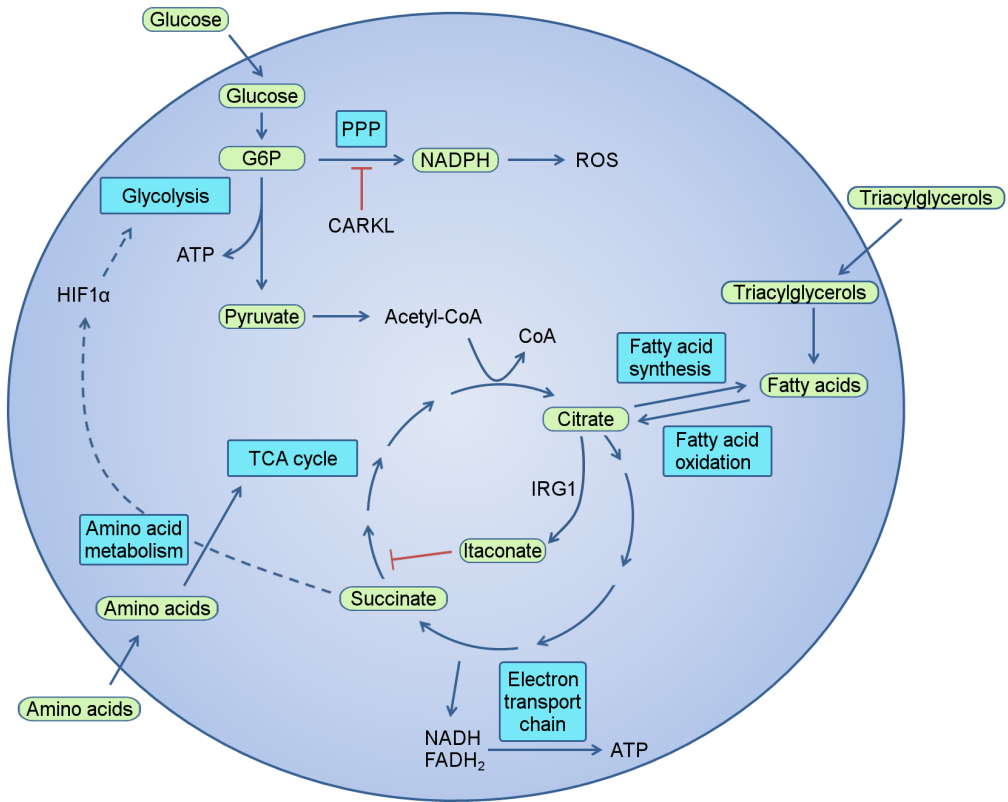 Glucose
Glucose
PPP
G6P
NADPH
ROS
Glycolysis
CARKL
Triacylglycerols
ATP
HIF1α
Triacylglycerols
Pyruvate
Acetyl-CoA
CoA
Fatty acid
synthesis
Fatty acids
Citrate
Fatty acid
oxidation
TCA cycle
IRG1
Amino acid
metabolism
Itaconate
Succinate
Amino acids
Amino acids
Electron
transport
chain
NADH
FADH₂
ATP